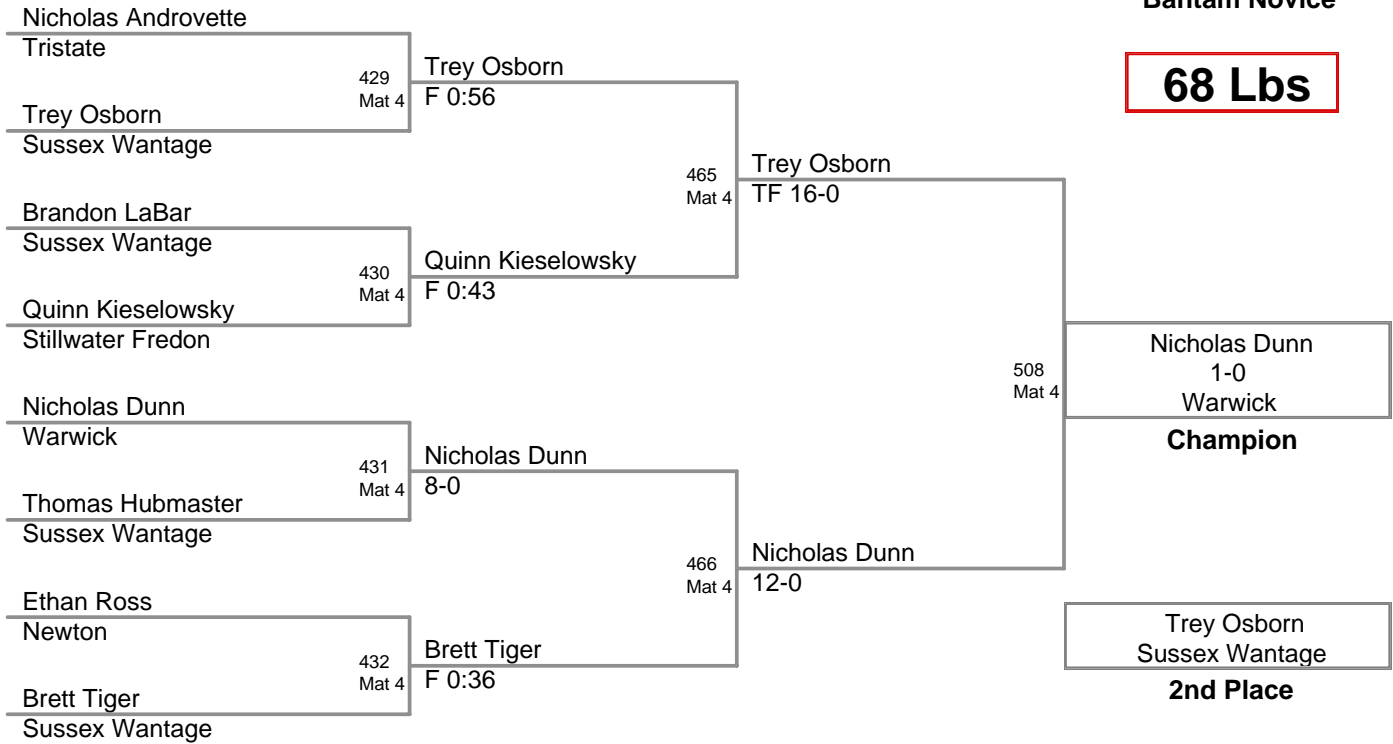 Bantam Novice
68 Lbs
Nicholas Androvette
Tristate
429
Mat 4
Trey Osborn
F 0:56
Trey Osborn
Sussex Wantage
465
Mat 4
Trey Osborn
TF 16-0
Brandon LaBar
Sussex Wantage
430
Mat 4
Quinn Kieselowsky
F 0:43
Quinn Kieselowsky
Stillwater Fredon
508
Mat 4
Nicholas Dunn
1-0
Warwick
Champion
Nicholas Dunn
Warwick
431
Mat 4
Nicholas Dunn
8-0
Thomas Hubmaster
Sussex Wantage
466
Mat 4
Nicholas Dunn
12-0
Ethan Ross
Newton
432
Mat 4
Brett Tiger
F 0:36
Brett Tiger
Sussex Wantage
Trey Osborn
Sussex Wantage
2nd Place